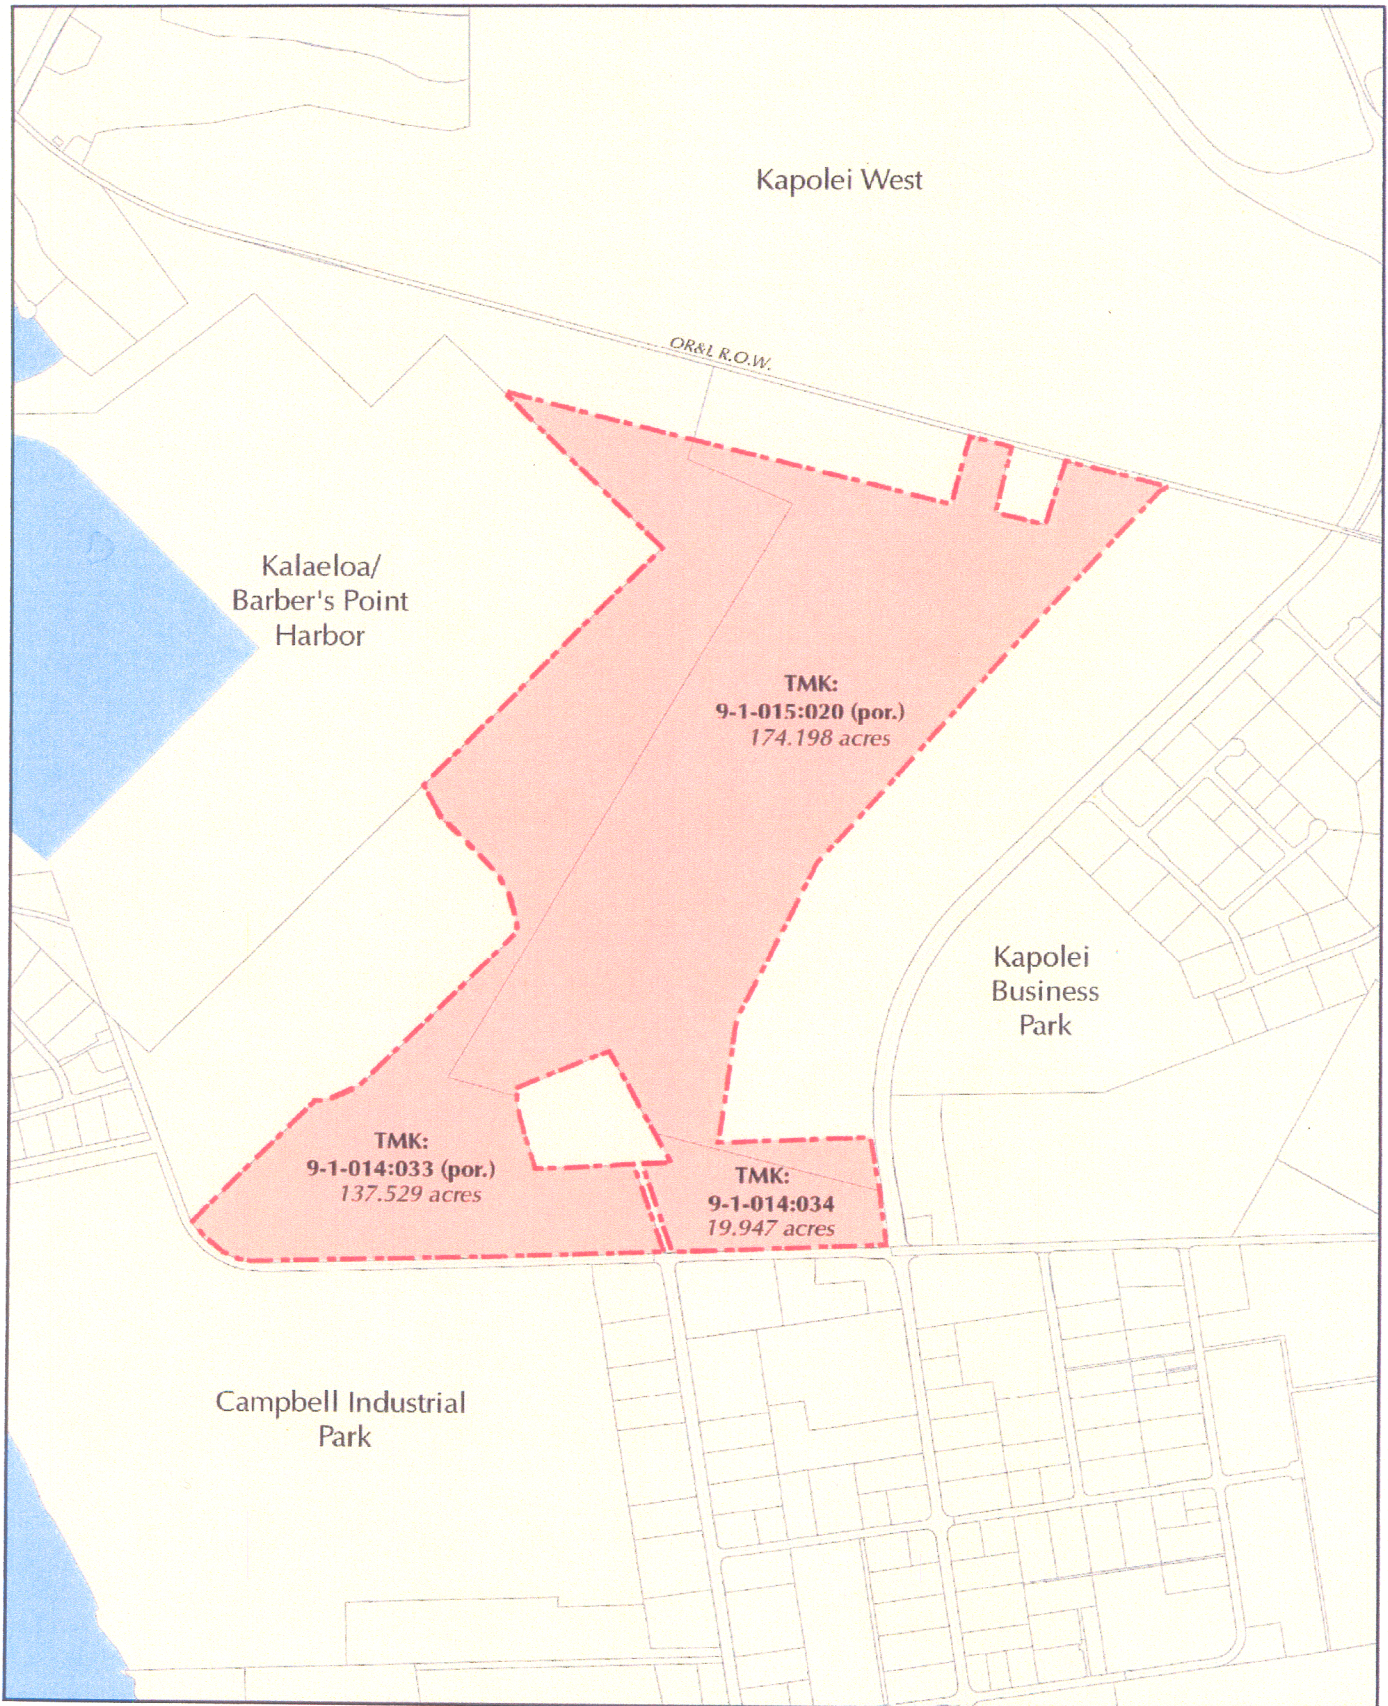 Kapolei West
OR&L R.O.W.
Kalaeloa/
Barber's Point
Harbor
TMK:
9-1-015:020 (por.)
174.198 acres
Kapolei
Business
Park
TMK:
9-1-014:033 (por.)
137.529 acres
TMK:
9-1-014:034
19.947 acres
Campbell Industrial
Park